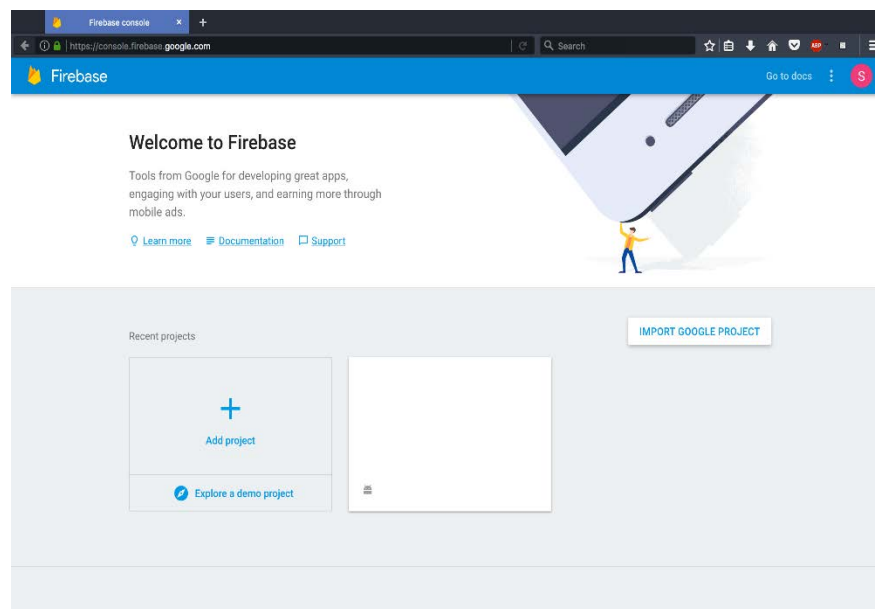 Firebase console × +
https://console.firebase.google.com
Search
ABP
Firebase
Go to docs
S
Welcome to Firebase
Tools from Google for developing great apps,
engaging with your users, and earning more through
mobile ads.
Learn more Documentation Support
Recent projects
IMPORT GOOGLE PROJECT
+
Add project
Explore a demo project